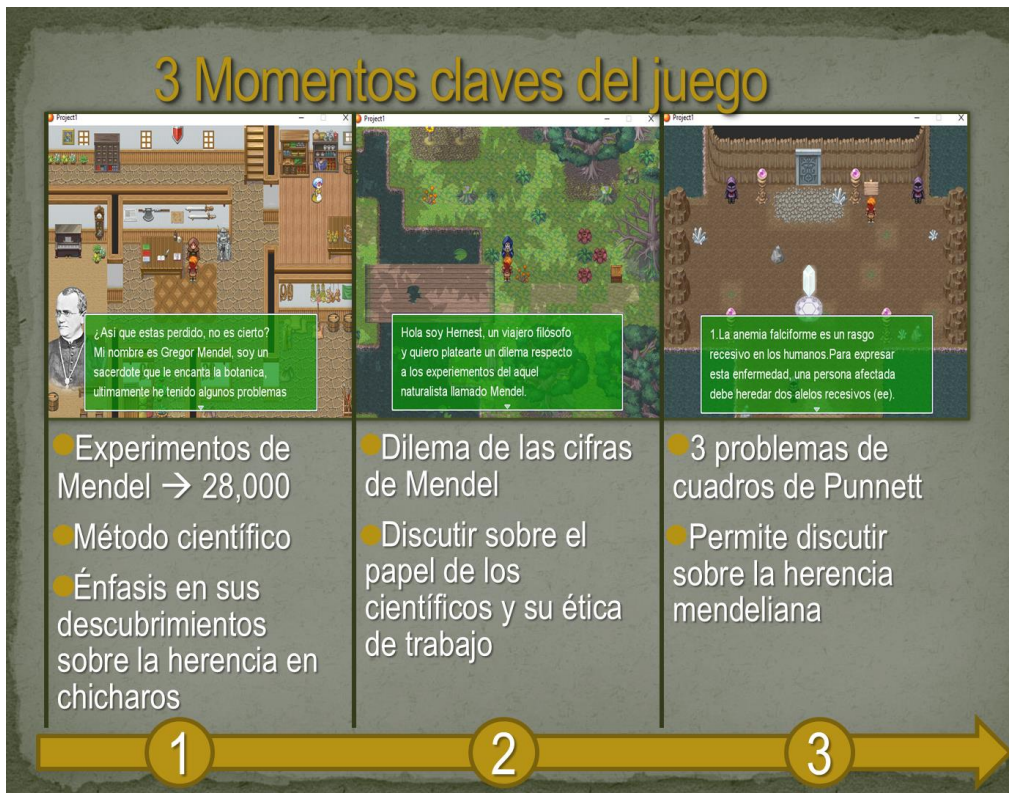 3 Momentos claves del juego
Project1
¿Asi que estas perdido, no es cierto?
Mi nombre es Gregor Mendel, soy un
sacerdote que le encanta la botanica,
ultimamente he tenido algunos problemas
Experimentos de
Mendel → 28,000
Método científico
Énfasis en sus
descubrimientos
sobre la herencia en
chicharos
Project1
Hola soy Hernest, un viajero filósofo
y quiero platearte un dilema respecto
a los experiementos del aquel
naturalista llamado Mendel.
Dilema de las cifras
de Mendel
Discutir sobre el
papel de los
científicos y su ética
de trabajo
Project1
1.La anemia falciforme es un rasgo
recesivo en los humanos.Para expresar
esta enfermedad, una persona afectada
debe heredar dos alelos recesivos (ee).
3 problemas de
cuadros de Punnett
Permite discutir
sobre la herencia
mendeliana
1
2
3